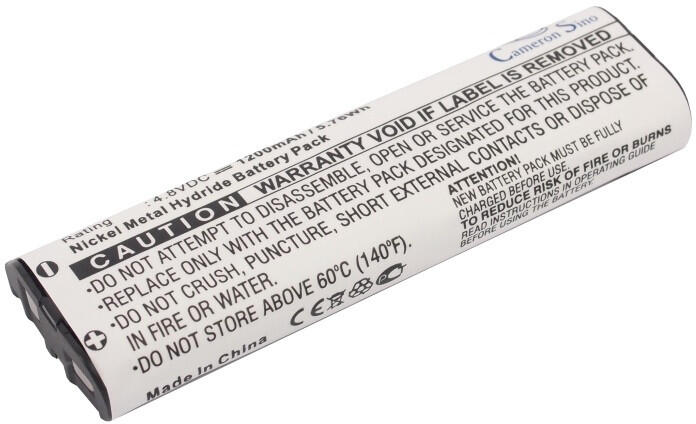 Cameron Sino
Rating : 4.8VDC ⎓ 1200mAh / 5.76Wh
Nickel Metal Hydride Battery Pack
CAUTION WARRANTY VOID IF LABEL IS REMOVED
•DO NOT ATTEMPT TO DISASSEMBLE, OPEN OR SERVICE THE BATTERY PACK.
•REPLACE ONLY WITH THE BATTERY PACK DESIGNATED FOR THIS PRODUCT.
•DO NOT CRUSH, PUNCTURE, SHORT EXTERNAL CONTACTS OR DISPOSE OF
IN FIRE OR WATER.
•DO NOT STORE ABOVE 60°C (140°F).
ATTENTION!
NEW BATTERY PACK MUST BE CHARGED BEFORE USE.
TO REDUCE RISK OF FIRE OR BURNS
READ INSTRUCTIONS IN OPERATING MANUAL
BEFORE USING.
CE
Made in China